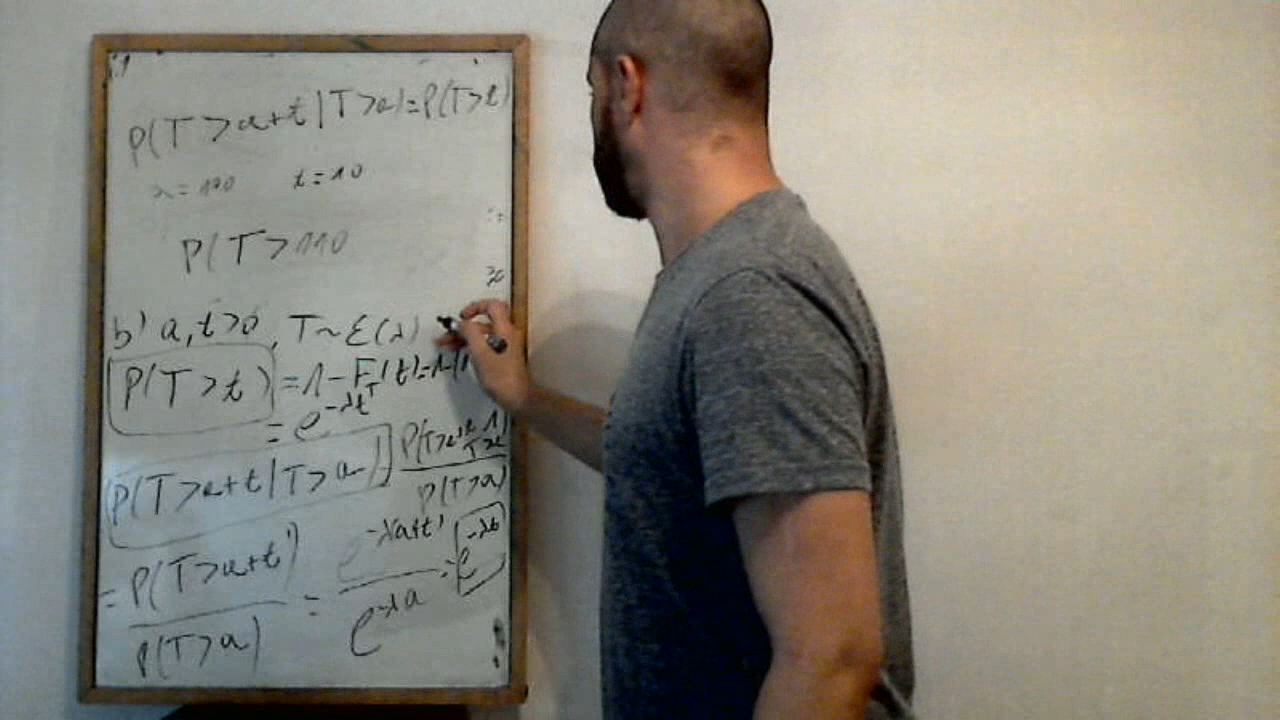 P(T>a+t|T>a)=P(T>t)
=100 t=10
P(T>110
b) a,t>0, T~E(λ)
P(T>t) =1-F_T(t)=1-(1
= e^{-λt}
P(T>a+t|T>a) P(T>a+t, T>a)/P(T>a)
= P(T>a+t)/P(T>a) = e^{-λ(a+t)}/e^{-λa} = e^{-λt}